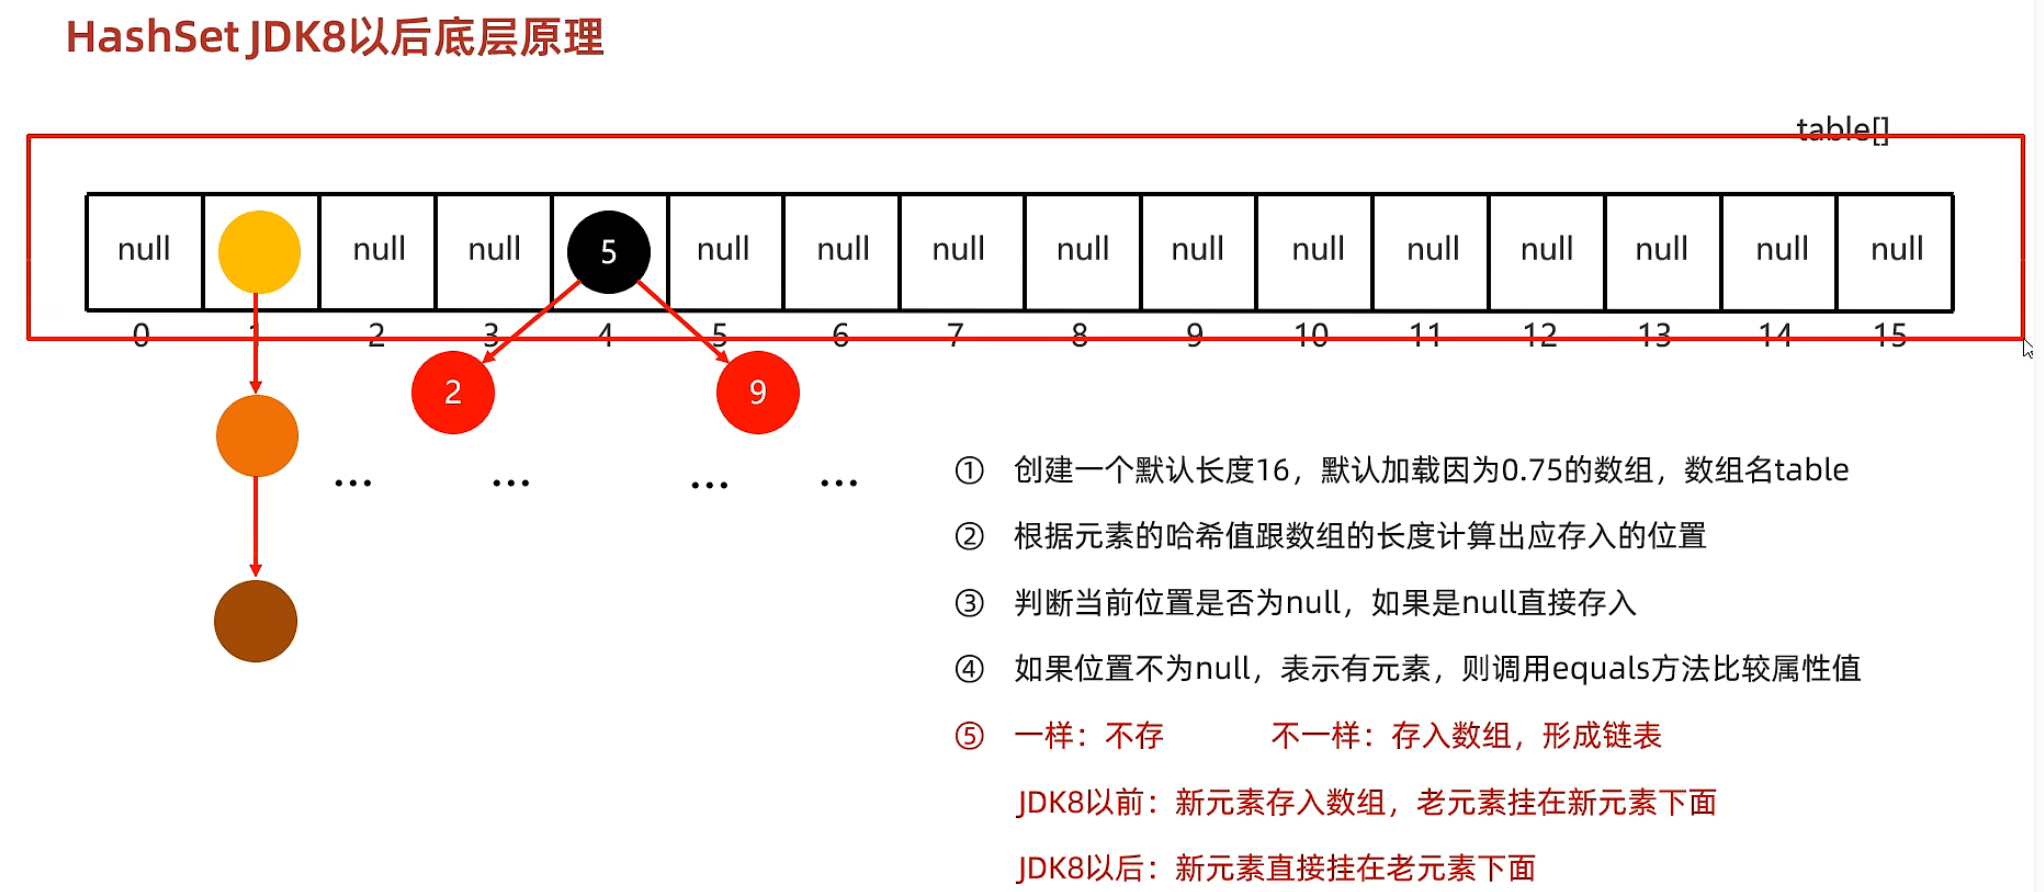 HashSet JDK8以后底层原理
table[]
null null null 5 null null null null null null null null null null null
0 1 2 3 4 5 6 7 8 9 10 11 12 13 14 15
2 9
... ... ... ...
① 创建一个默认长度16，默认加载因为0.75的数组，数组名table
② 根据元素的哈希值跟数组的长度计算出应存入的位置
③ 判断当前位置是否为null，如果是null直接存入
④ 如果位置不为null，表示有元素，则调用equals方法比较属性值
⑤ 一样：不存 不一样：存入数组，形成链表
JDK8以前：新元素存入数组，老元素挂在新元素下面
JDK8以后：新元素直接挂在老元素下面